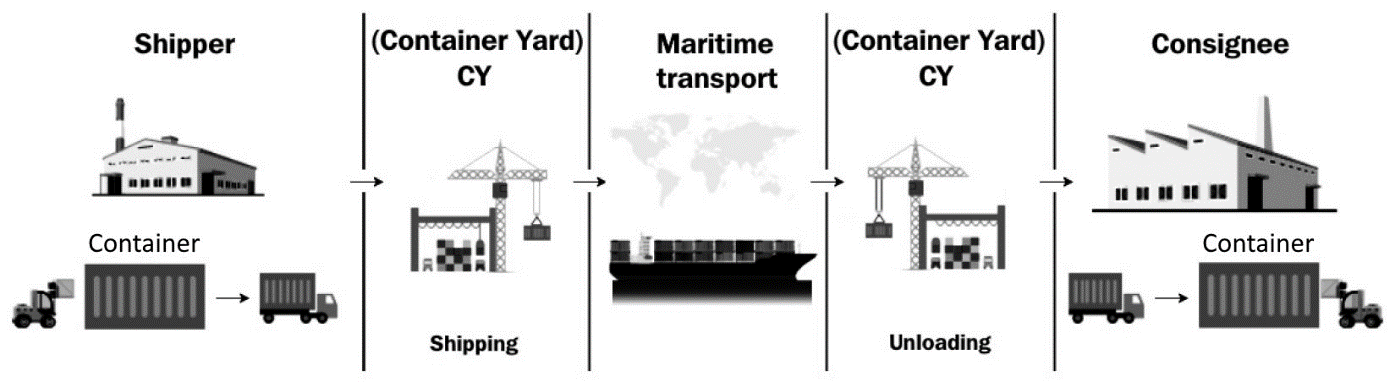 Shipper
Container
(Container Yard)
CY
Shipping
Maritime
transport
(Container Yard)
CY
Unloading
Consignee
Container